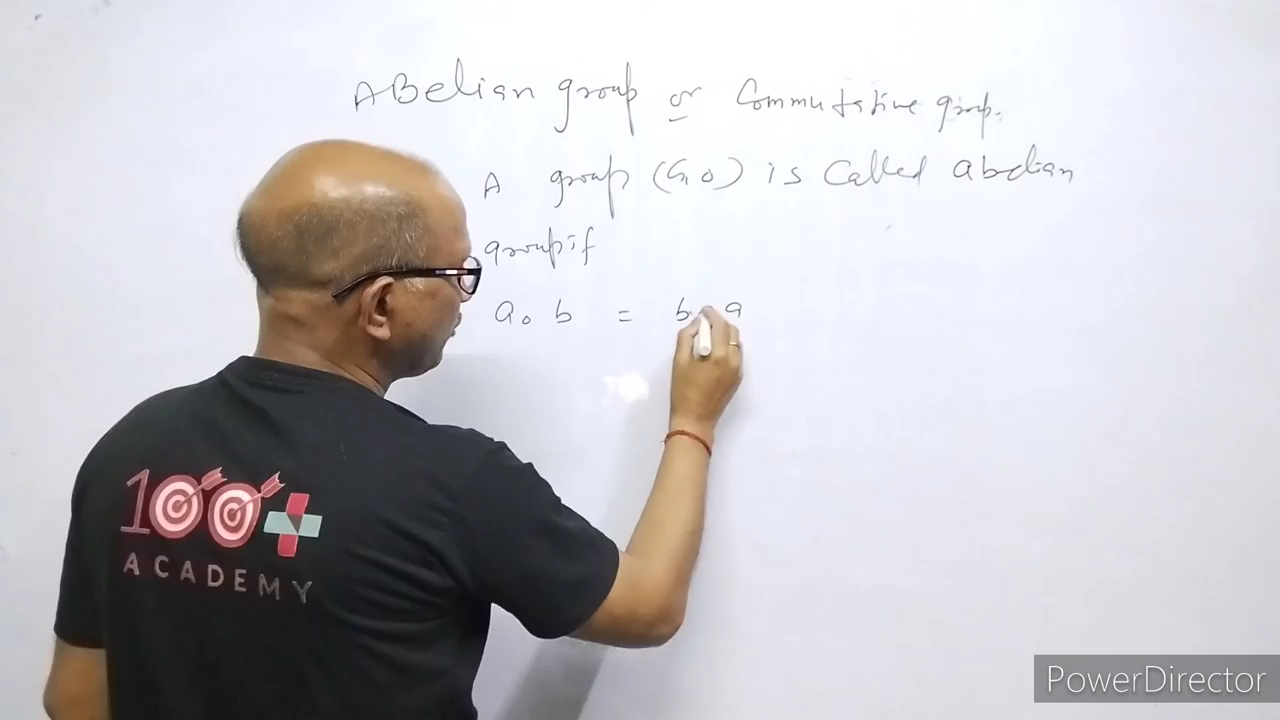 ABelian group or Commutative group.
A group (G, o) is called abelian
group if
a o b = b o a
100+
ACADEMY
PowerDirector